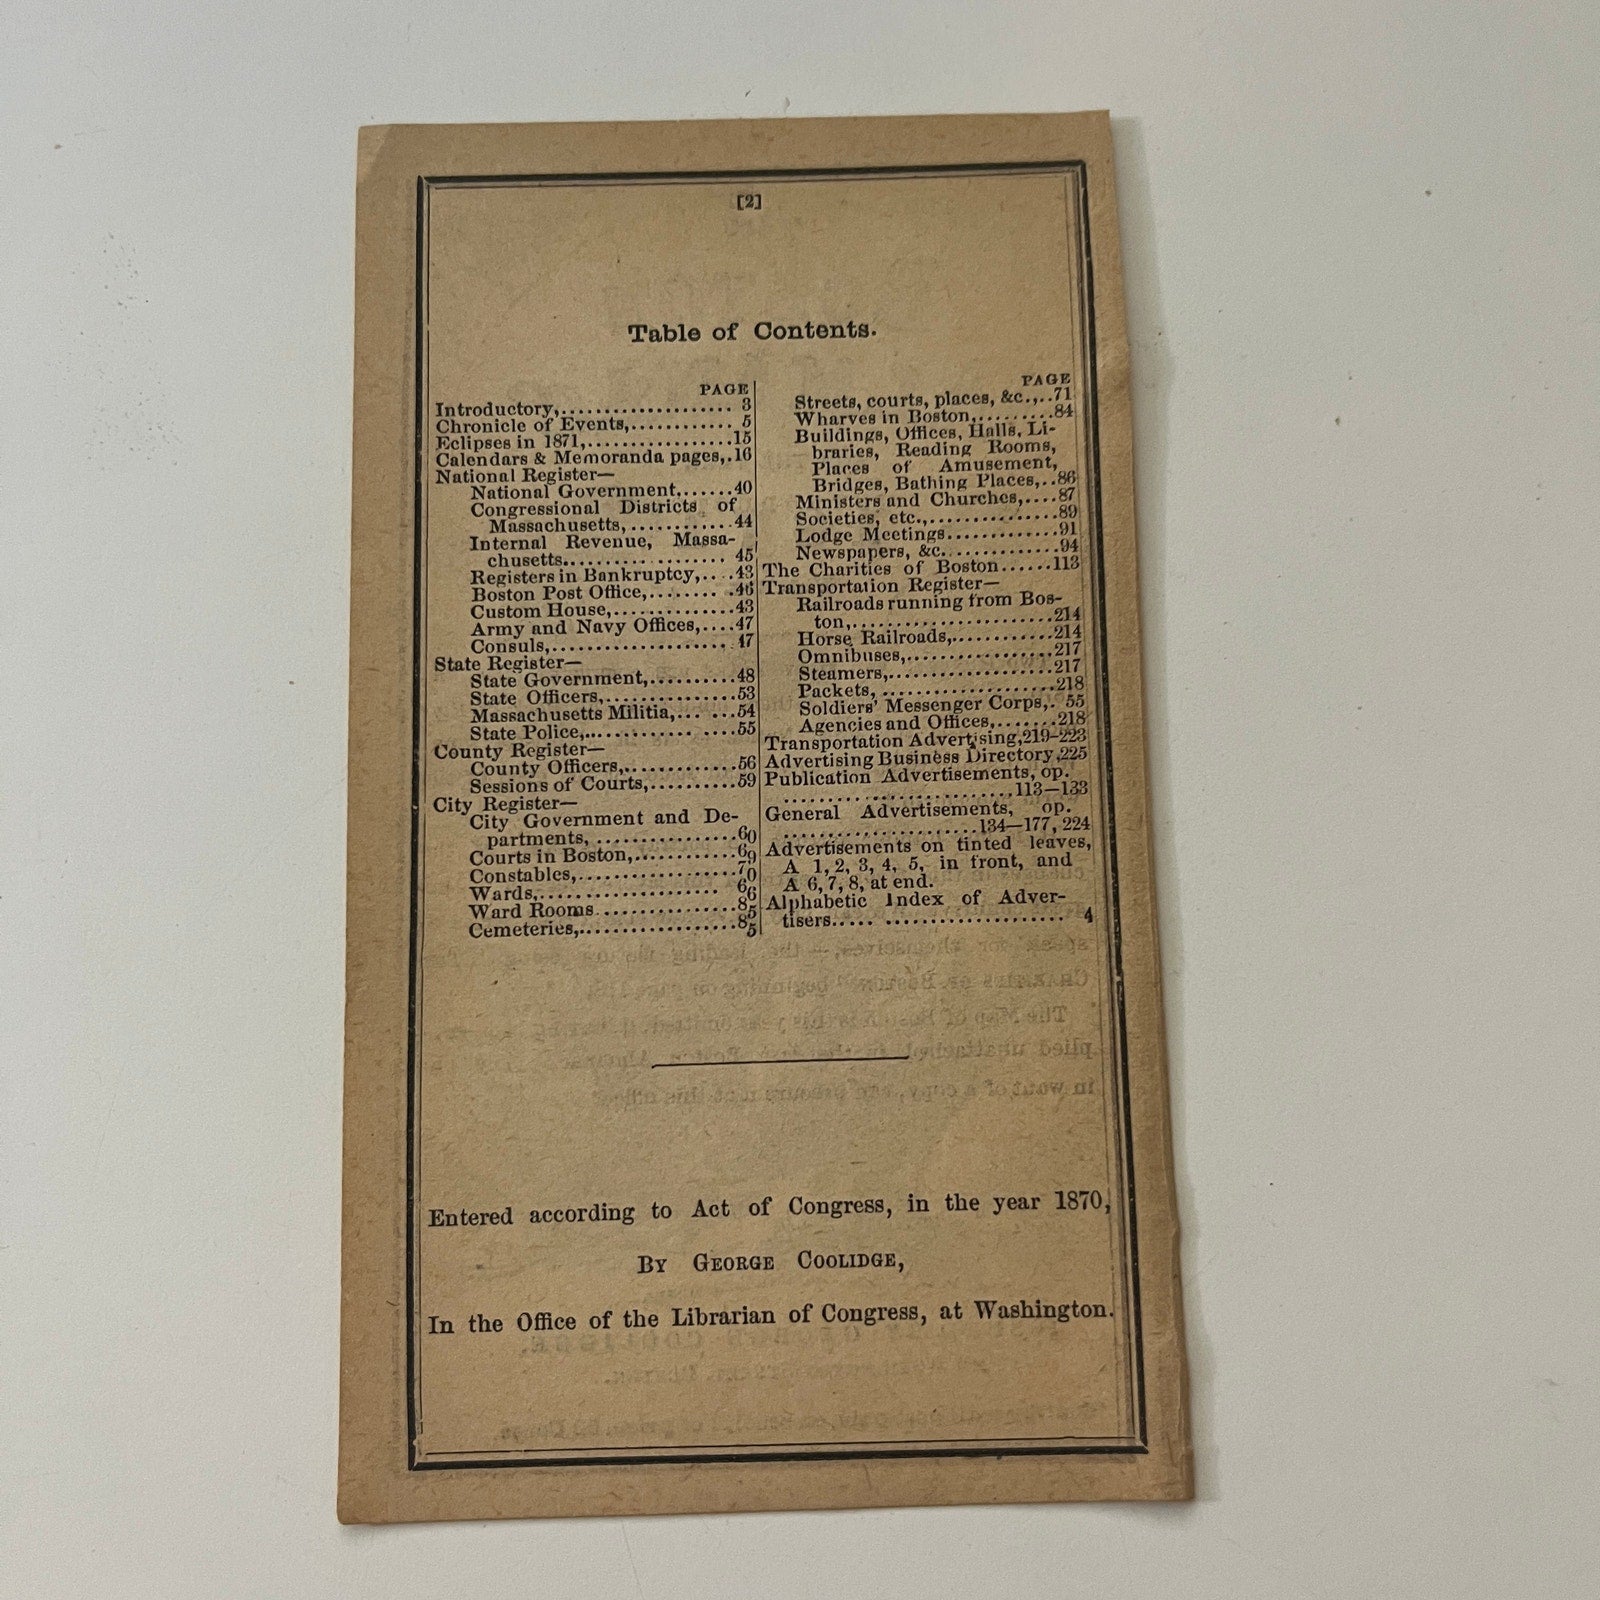 [2]
Table of Contents.
PAGE
Introductory,.................... 3
Chronicle of Events,............ 5
Eclipses in 1871,.................15
Calendars & Memoranda pages,.16
National Register—
National Government.......40
Congressional Districts of
Massachusetts,............44
Internal Revenue, Massa-
chusetts................... 45
Registers in Bankruptcy,....43
Boston Post Office,........46
Custom House,..............43
Army and Navy Offices,....47
Consuls,.....................47
State Register—
State Government,..........48
State Officers,...............53
Massachusetts Militia,... ...54
State Police,............ ....55
County Register—
County Officers,.............56
Sessions of Courts,..........59
City Register—
City Government and De-
partments, ................60
Courts in Boston,............69
Constables,...................70
Wards,...................... 66
Ward Rooms................85
Cemeteries,..................85
PAGE
Streets, courts, places, &c.,..71
Wharves in Boston,.........84
Buildings, Offices, Halls, Li-
braries, Reading Rooms,
Places of Amusement,
Bridges, Bathing Places,..86
Ministers and Churches,....87
Societies, etc.,...............89
Lodge Meetings.............91
Newspapers, &c.............94
The Charities of Boston......113
Transportation Register—
Railroads running from Bos-
ton,.......................214
Horse Railroads,............214
Omnibuses,.................217
Steamers,...................217
Packets, ....................218
Soldiers' Messenger Corps,. 55
Agencies and Offices,.......218
Transportation Advertising,219-223
Advertising Business Directory,225
Publication Advertisements, op.
..........................113—133
General Advertisements, op.
......................134—177, 224
Advertisements on tinted leaves,
A 1, 2, 3, 4, 5, in front, and
A 6, 7, 8, at end.
Alphabetic Index of Adver-
tisers..... ..................... 4
Entered according to Act of Congress, in the year 1870,
By George Coolidge,
In the Office of the Librarian of Congress, at Washington.